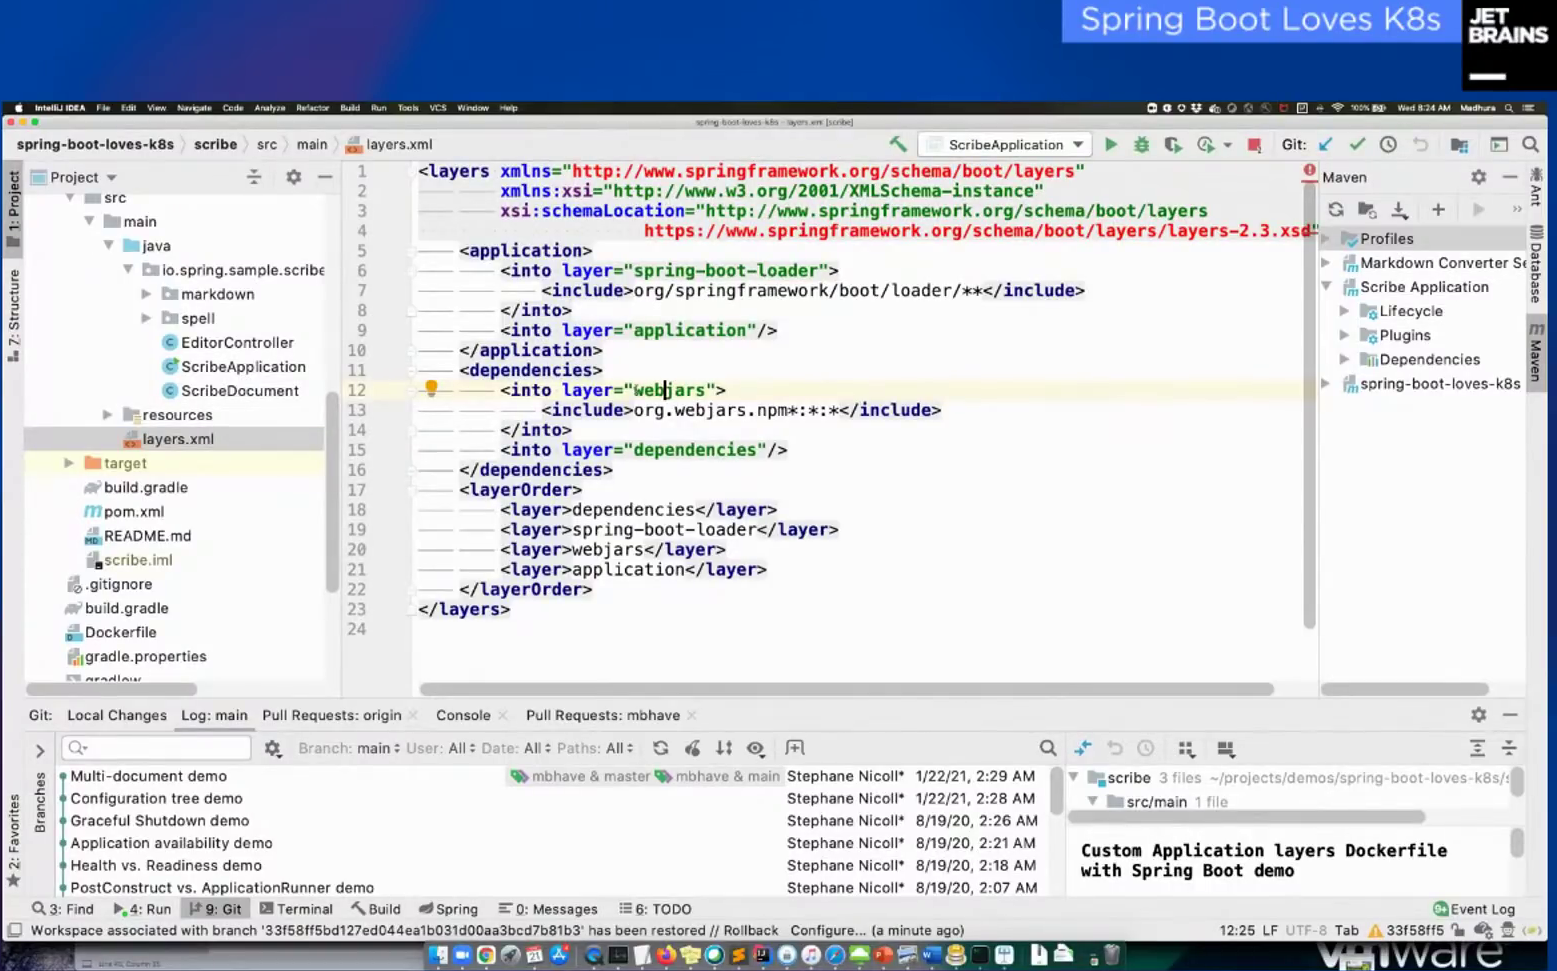 Spring Boot Loves K8s
JET
BRAINS
IntelliJ IDEA File Edit View Navigate Code Analyze Refactor Build Run Tools VCS Window Help
100% Wed 8:24 AM Madhura
spring-boot-loves-k8s – layers.xml [scribe]
spring-boot-loves-k8s scribe src main layers.xml
ScribeApplication
Git:
1: Project
7: Structure
2: Favorites
Project
src
main
java
io.spring.sample.scribe
markdown
spell
EditorController
ScribeApplication
ScribeDocument
resources
layers.xml
target
build.gradle
pom.xml
README.md
scribe.iml
.gitignore
build.gradle
Dockerfile
gradle.properties
gradlew
1 <layers xmlns="http://www.springframework.org/schema/boot/layers"
2 xmlns:xsi="http://www.w3.org/2001/XMLSchema-instance"
3 xsi:schemaLocation="http://www.springframework.org/schema/boot/layers
4 https://www.springframework.org/schema/boot/layers/layers-2.3.xsd"
5 <application>
6 <into layer="spring-boot-loader">
7 <include>org/springframework/boot/loader/**</include>
8 </into>
9 <into layer="application"/>
10 </application>
11 <dependencies>
12 <into layer="webjars">
13 <include>org.webjars.npm*:*:*</include>
14 </into>
15 <into layer="dependencies"/>
16 </dependencies>
17 <layerOrder>
18 <layer>dependencies</layer>
19 <layer>spring-boot-loader</layer>
20 <layer>webjars</layer>
21 <layer>application</layer>
22 </layerOrder>
23 </layers>
24
Maven
Profiles
Markdown Converter Se
Scribe Application
Lifecycle
Plugins
Dependencies
spring-boot-loves-k8s
Ant
Database
Maven
Git: Local Changes Log: main Pull Requests: origin Console Pull Requests: mbhave
Branch: main User: All Date: All Paths: All
Branches
Multi-document demo mbhave & master mbhave & main Stephane Nicoll* 1/22/21, 2:29 AM
Configuration tree demo Stephane Nicoll* 1/22/21, 2:28 AM
Graceful Shutdown demo Stephane Nicoll* 8/19/20, 2:26 AM
Application availability demo Stephane Nicoll* 8/19/20, 2:21 AM
Health vs. Readiness demo Stephane Nicoll* 8/19/20, 2:18 AM
PostConstruct vs. ApplicationRunner demo Stephane Nicoll* 8/19/20, 2:07 AM
scribe 3 files ~/projects/demos/spring-boot-loves-k8s/s
src/main 1 file
Custom Application layers Dockerfile
with Spring Boot demo
3: Find 4: Run 9: Git Terminal Build Spring 0: Messages 6: TODO 9+ Event Log
Workspace associated with branch '33f58ff5bd127ed044ea1b031d00aa3bcd7b81b3' has been restored // Rollback Configure... (a minute ago) 12:25 LF UTF-8 Tab 33f58ff5
vmware